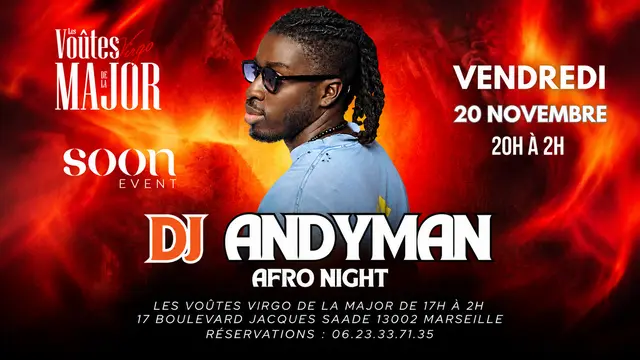 Les
Voûtes Virgo
DE LA
MAJOR
soon
EVENT
VENDREDI
20 NOVEMBRE
20H À 2H
DJ ANDYMAN
AFRO NIGHT
LES VOÛTES VIRGO DE LA MAJOR DE 17H À 2H
17 BOULEVARD JACQUES SAADE 13002 MARSEILLE
RÉSERVATIONS : 06.23.33.71.35